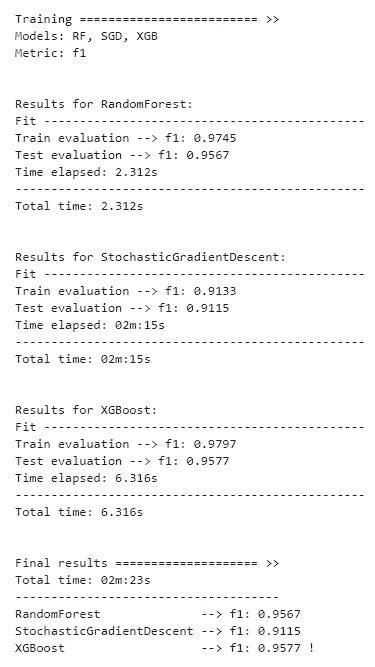 Training ========================= >>
Models: RF, SGD, XGB
Metric: f1
Results for RandomForest:
Fit ---------------------------------------------
Train evaluation --> f1: 0.9745
Test evaluation --> f1: 0.9567
Time elapsed: 2.312s
-------------------------------------------------
Total time: 2.312s
Results for StochasticGradientDescent:
Fit ---------------------------------------------
Train evaluation --> f1: 0.9133
Test evaluation --> f1: 0.9115
Time elapsed: 02m:15s
-------------------------------------------------
Total time: 02m:15s
Results for XGBoost:
Fit ---------------------------------------------
Train evaluation --> f1: 0.9797
Test evaluation --> f1: 0.9577
Time elapsed: 6.316s
-------------------------------------------------
Total time: 6.316s
Final results ==================== >>
Total time: 02m:23s
-------------------------------------
RandomForest              --> f1: 0.9567
StochasticGradientDescent --> f1: 0.9115
XGBoost                   --> f1: 0.9577 !